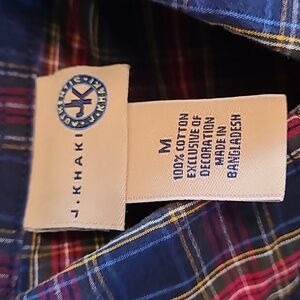 JK
J. KHAKI
M
100% COTTON
EXCLUSIVE OF
DECORATION
MADE IN
BANGLADESH